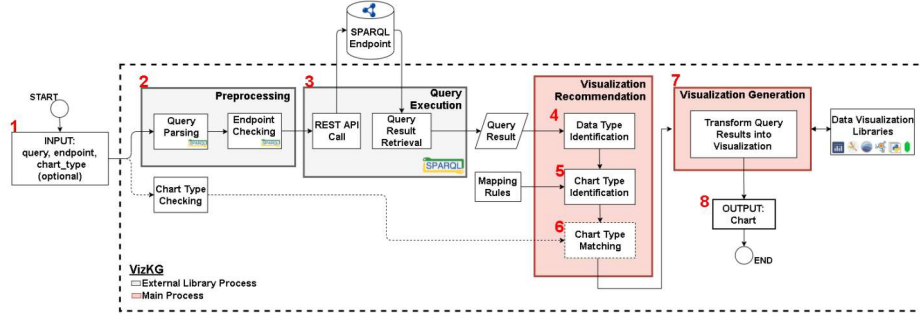 SPARQL
Endpoint
START
1
INPUT:
query, endpoint,
chart_type
(optional)
2
Preprocessing
Query
Parsing
SPARQL
Endpoint
Checking
SPARQL
Chart Type
Checking
3
Query
Execution
REST API
Call
Query
Result
Retrieval
SPARQL
Query
Result
Mapping
Rules
Visualization
Recommendation
4
Data Type
Identification
5
Chart Type
Identification
6
Chart Type
Matching
7
Visualization Generation
Transform Query
Results into
Visualization
Data Visualization
Libraries
8
OUTPUT:
Chart
END
VizKG
External Library Process
Main Process